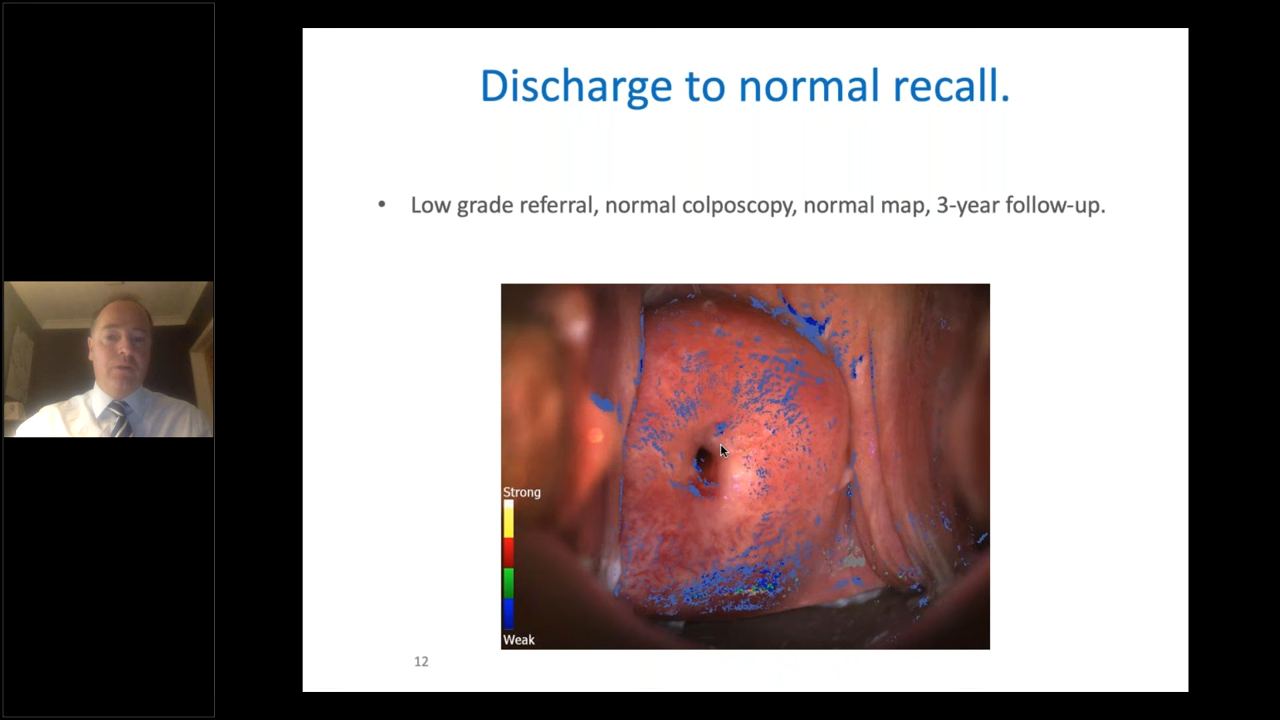 Discharge to normal recall.
• Low grade referral, normal colposcopy, normal map, 3-year follow-up.
Strong
Weak
12